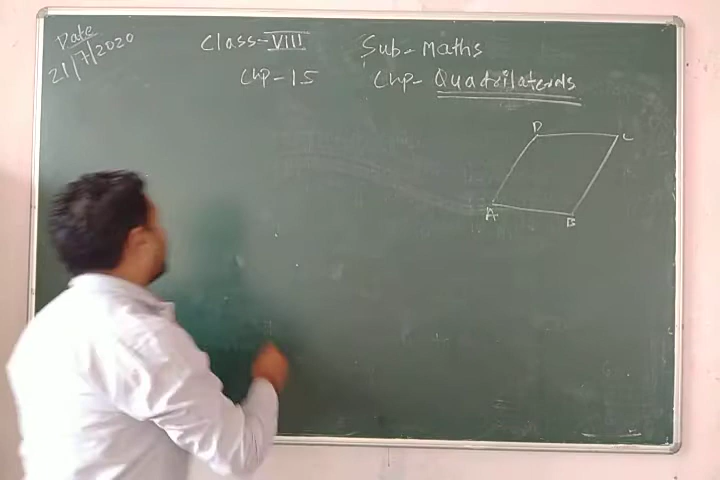 Date
21/7/2020
Class-VIII Sub- Maths
Chp-15 Chp- Quadrilaterals
D C
A B